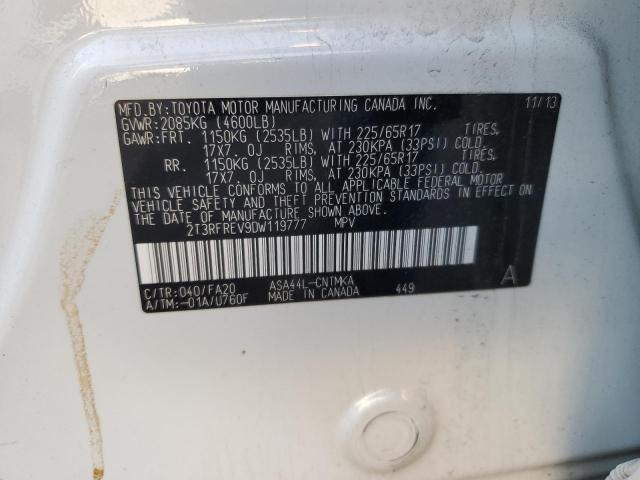 MFD.BY: TOYOTA MOTOR MANUFACTURING CANADA INC. 11/13
GVWR: 2085KG (4600LB)
GAWR: FRT. 1150KG (2535LB) WITH 225/65R17 TIRES,
17X7.0J RIMS, AT 230KPA (33PSI) COLD.
RR. 1150KG (2535LB) WITH 225/65R17 TIRES,
17X7.0J RIMS, AT 230KPA (33PSI) COLD.
THIS VEHICLE CONFORMS TO ALL APPLICABLE FEDERAL MOTOR
VEHICLE SAFETY AND THEFT PREVENTION STANDARDS IN EFFECT ON
THE DATE OF MANUFACTURE SHOWN ABOVE.
2T3RFREV9DW119777 MPV
C/TR: 040/FA20 ASA44L-CNTMKA 449 A
A/TM: -01A/U760F MADE IN CANADA